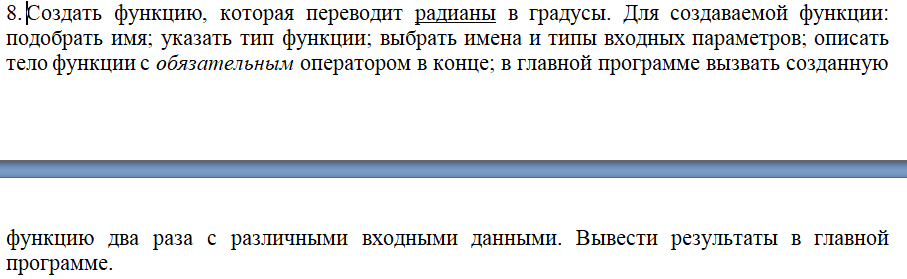 8. Создать функцию, которая переводит радианы в градусы. Для создаваемой функции:
подобрать имя; указать тип функции; выбрать имена и типы входных параметров; описать
тело функции с обязательным оператором в конце; в главной программе вызвать созданную
функцию два раза с различными входными данными. Вывести результаты в главной
программе.